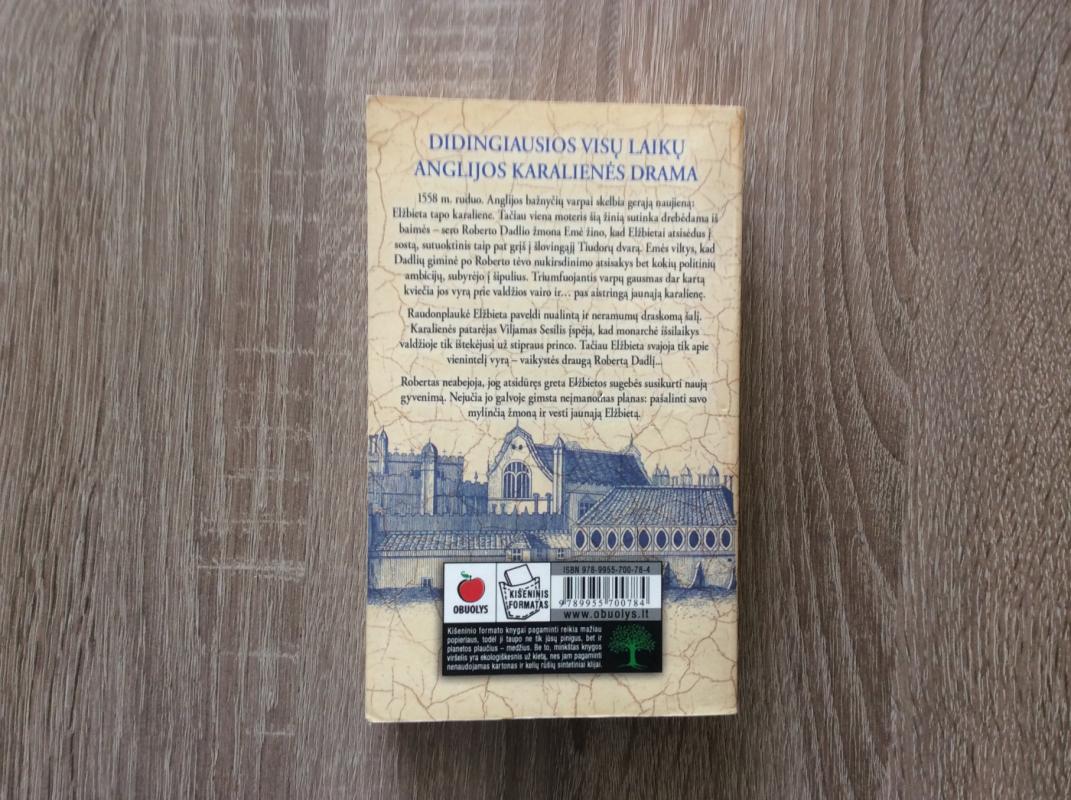 DIDINGIAUSIOS VISŲ LAIKŲ
ANGLIJOS KARALIENĖS DRAMA
1558 m. ruduo. Anglijos bažnyčių varpai skelbia gerąją naujieną:
Elžbieta tapo karaliene. Tačiau viena moteris šią žinią sutinka drebėdama iš
baimės – sero Roberto Dadlio žmona Emė žino, kad Elžbietai atsisėdus į
sostą, sutuoktinis taip pat grįš į šlovingąjį Tiudorų dvarą. Emės viltys, kad
Dadlių giminė po Roberto tėvo nukirsdinimo atsisakys bet kokių politinių
ambicijų, subyrėjo į šipulius. Triumfuojantis varpų gausmas dar kartą
kviečia jos vyrą prie valdžios vairo ir... pas aistringą jaunąją karalienę.
Raudonplaukė Elžbieta paveldi nualintą ir neramumų draskomą šalį.
Karalienės patarėjas Viljamas Sesilis įspėja, kad monarchė išsilaikys
valdžioje tik ištekėjusi už stipraus princo. Tačiau Elžbieta svajoja tik apie
vienintelį vyrą – vaikystės draugą Robertą Dadlį...
Robertas neabejoja, jog atsidūręs greta Elžbietos sugebės susikurti naują
gyvenimą. Nejučia jo galvoje gimsta neįmanomas planas: pašalinti savo
mylinčią žmoną ir vesti jaunąją Elžbietą.
OBUOLYS
KIŠENINIS
FORMATAS
ISBN 978-9955-700-78-4
9789955700784
www.obuolys.lt
Kišeninio formato knygai pagaminti reikia mažiau
popieriaus, todėl ji taupo ne tik jūsų pinigus, bet ir
planetos plaučius – medžius. Be to, minkštas knygos
viršelis yra ekologiškesnis už kietą, nes jam pagaminti
nenaudojamas kartonas ir kelių rūšių sintetiniai klijai.